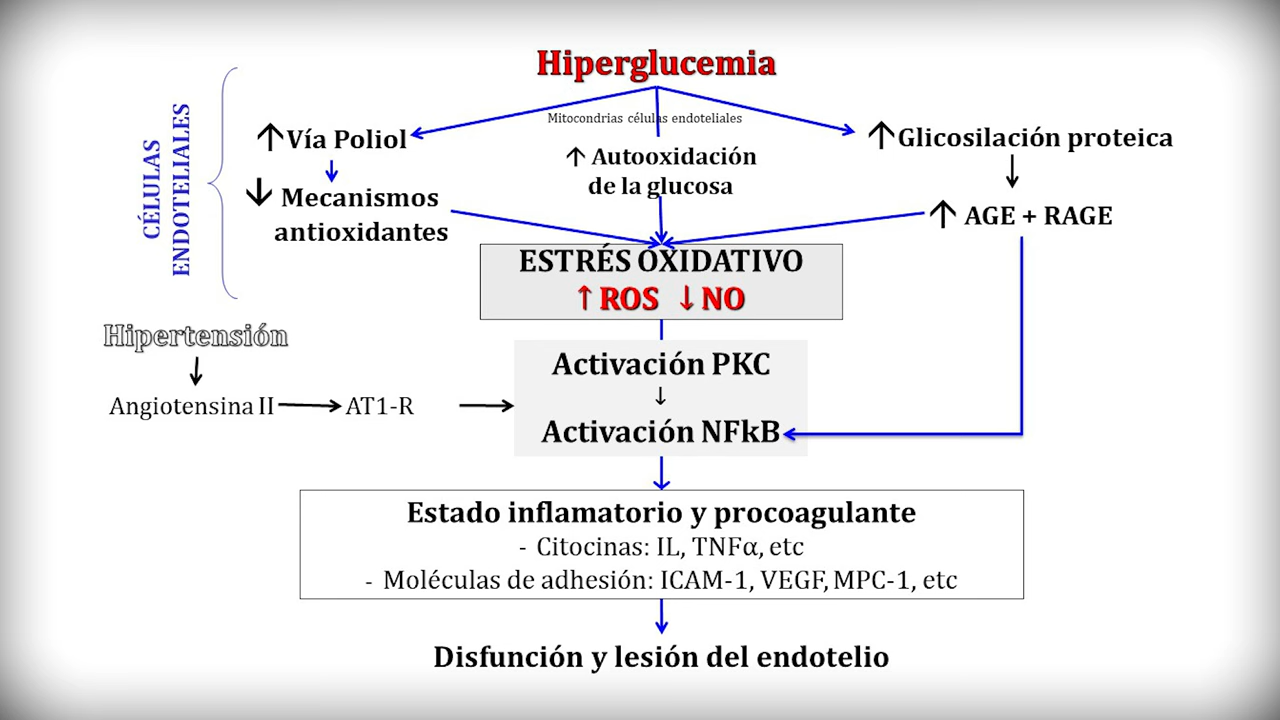 Hiperglucemia
CÉLULAS
ENDOTELIALES
Mitocondrias células endoteliales
↑ Vía Poliol
↑ Autooxidación
de la glucosa
↑ Glicosilación proteica
↓ Mecanismos
antioxidantes
↑ AGE + RAGE
ESTRÉS OXIDATIVO
↑ ROS ↓ NO
Hipertensión
Activación PKC
↓
Angiotensina II
AT1-R
Activación NFkB
Estado inflamatorio y procoagulante
- Citocinas: IL, TNFα, etc
- Moléculas de adhesión: ICAM-1, VEGF, MPC-1, etc
Disfunción y lesión del endotelio